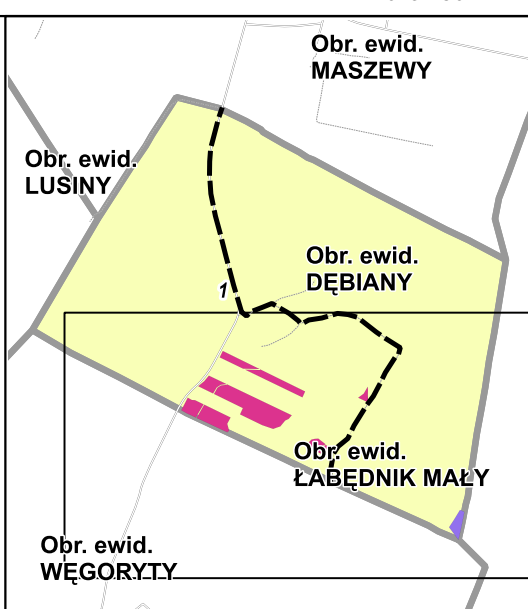 Obr. ewid.
MASZEWY
Obr. ewid.
LUSINY
Obr. ewid.
DĘBIANY
1
Obr. ewid.
ŁABĘDNIK MAŁY
Obr. ewid.
WĘGORYTY